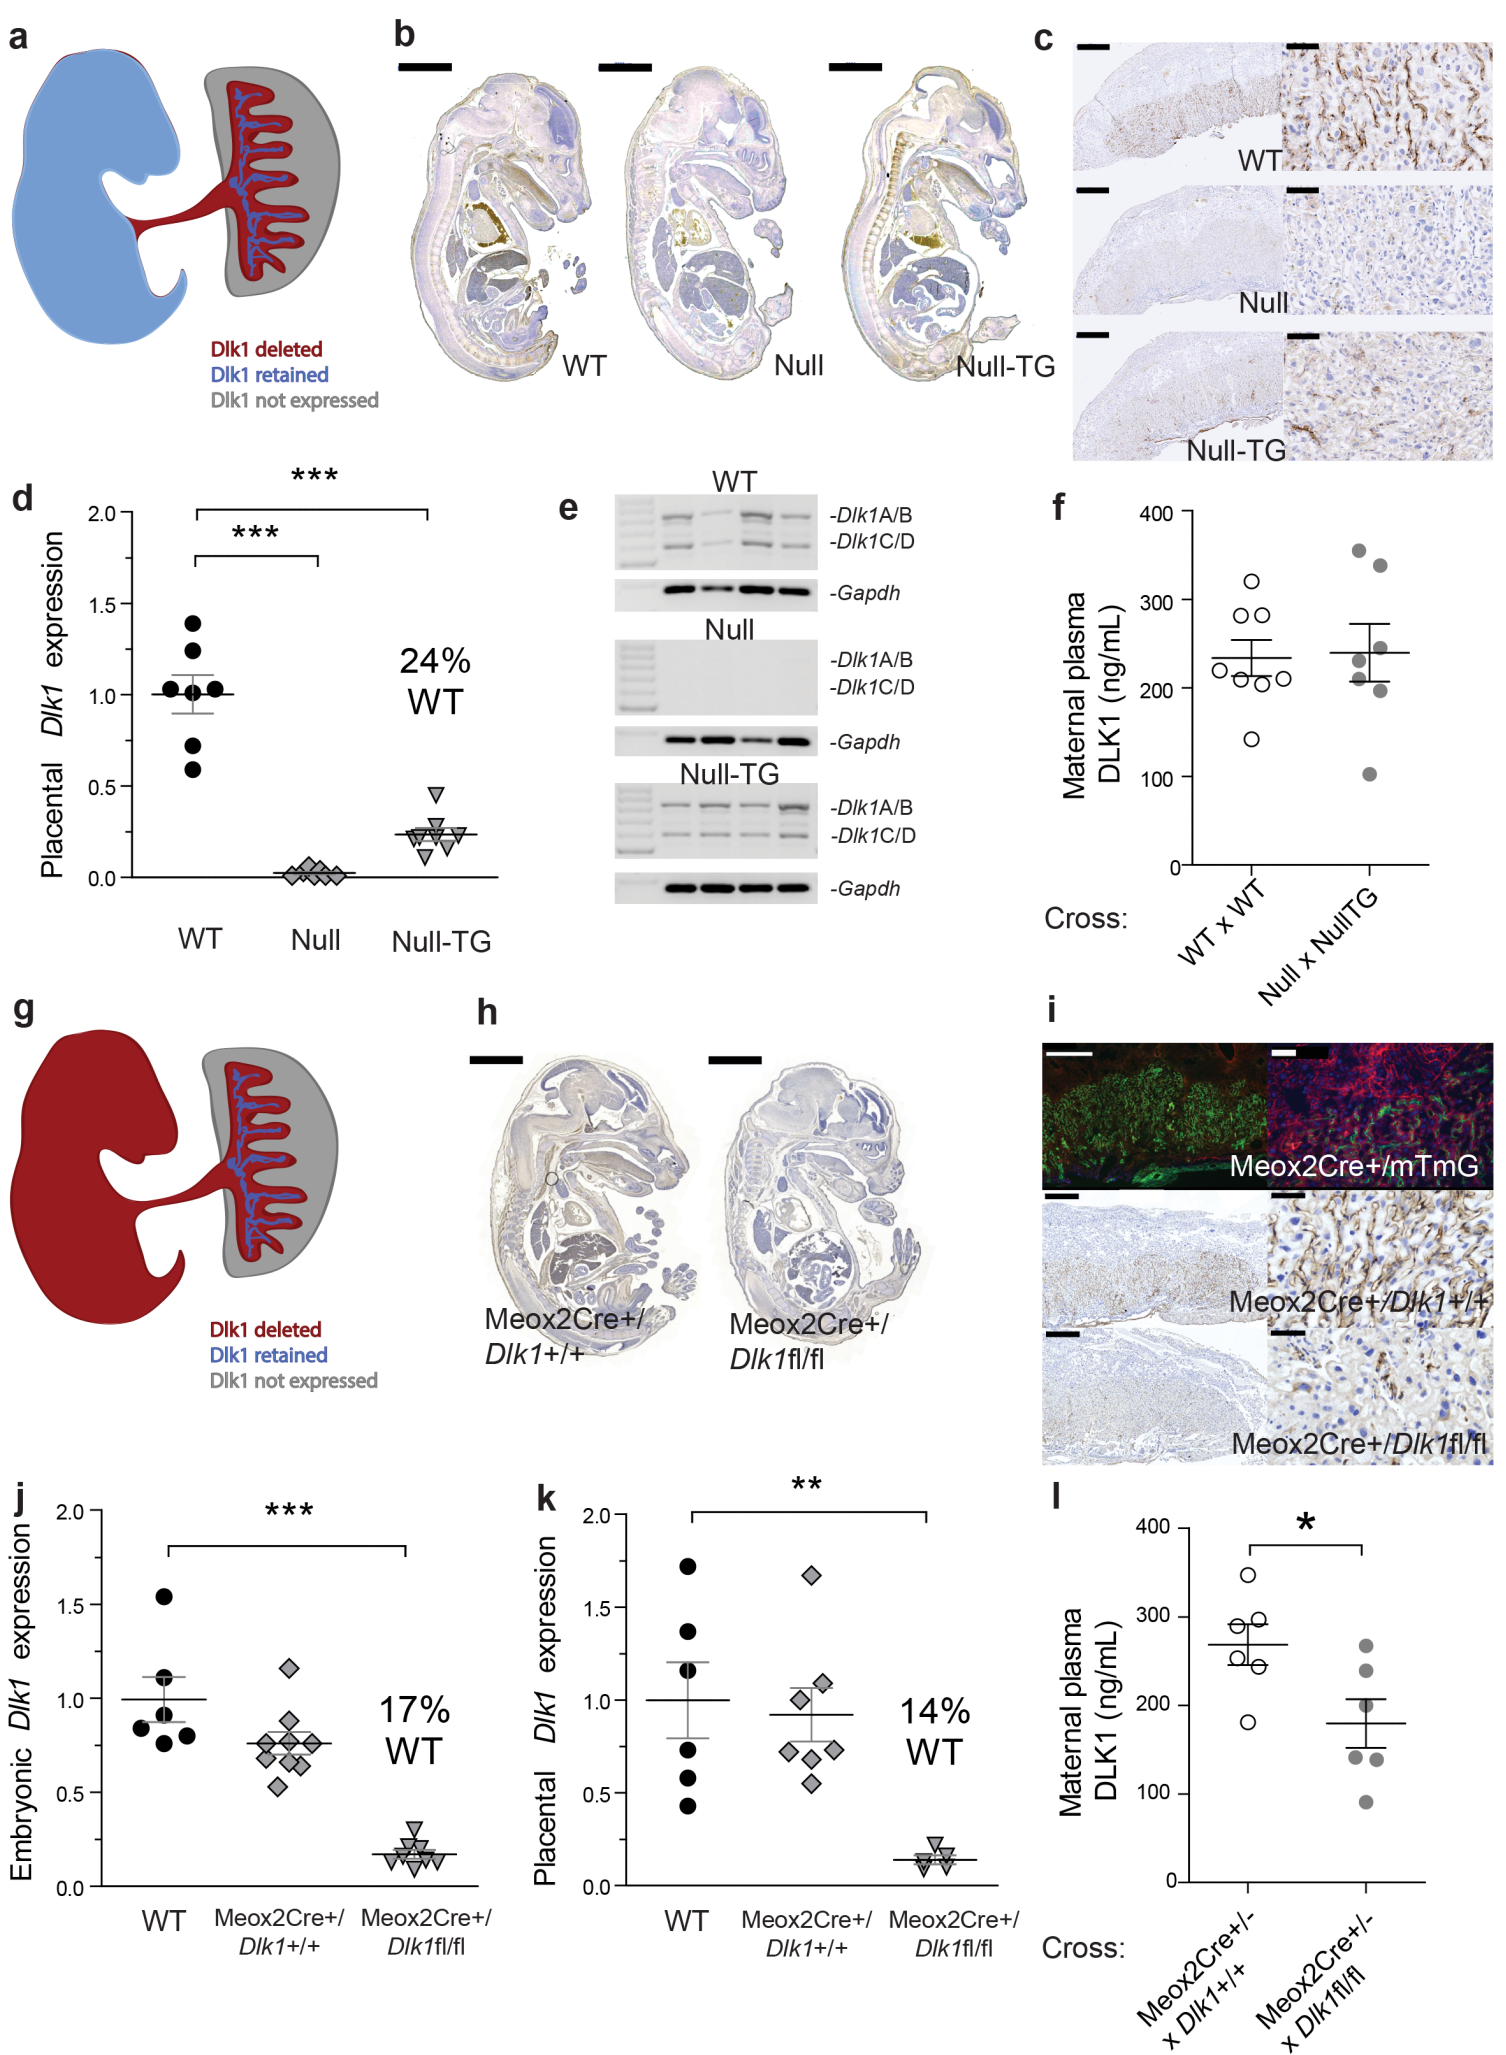 a
Dlk1 deleted
Dlk1 retained
Dlk1 not expressed
b
WT
Null
Null-TG
c
WT
Null
Null-TG
d
Placental Dlk1 expression
2.0
1.5
1.0
0.5
0.0
***
***
24%
WT
WT
Null
Null-TG
e
WT
-Dlk1A/B
-Dlk1C/D
-Gapdh
Null
-Dlk1A/B
-Dlk1C/D
-Gapdh
Null-TG
-Dlk1A/B
-Dlk1C/D
-Gapdh
f
Maternal plasma
DLK1 (ng/mL)
400
300
200
100
0
Cross:
WT x WT
Null x NullTG
g
Dlk1 deleted
Dlk1 retained
Dlk1 not expressed
h
Meox2Cre+/
Dlk1+/+
Meox2Cre+/
Dlk1fl/fl
i
Meox2Cre+/mTmG
Meox2Cre+/Dlk1+/+
Meox2Cre+/Dlk1fl/fl
j
Embryonic Dlk1 expression
2.0
1.5
1.0
0.5
0.0
***
17%
WT
WT
Meox2Cre+/
Dlk1+/+
Meox2Cre+/
Dlk1fl/fl
k
Placental Dlk1 expression
2.0
1.5
1.0
0.5
0.0
**
14%
WT
WT
Meox2Cre+/
Dlk1+/+
Meox2Cre+/
Dlk1fl/fl
l
Maternal plasma
DLK1 (ng/mL)
400
300
200
100
0
*
Cross:
Meox2Cre+/-
x Dlk1+/+
Meox2Cre+/-
x Dlk1fl/fl